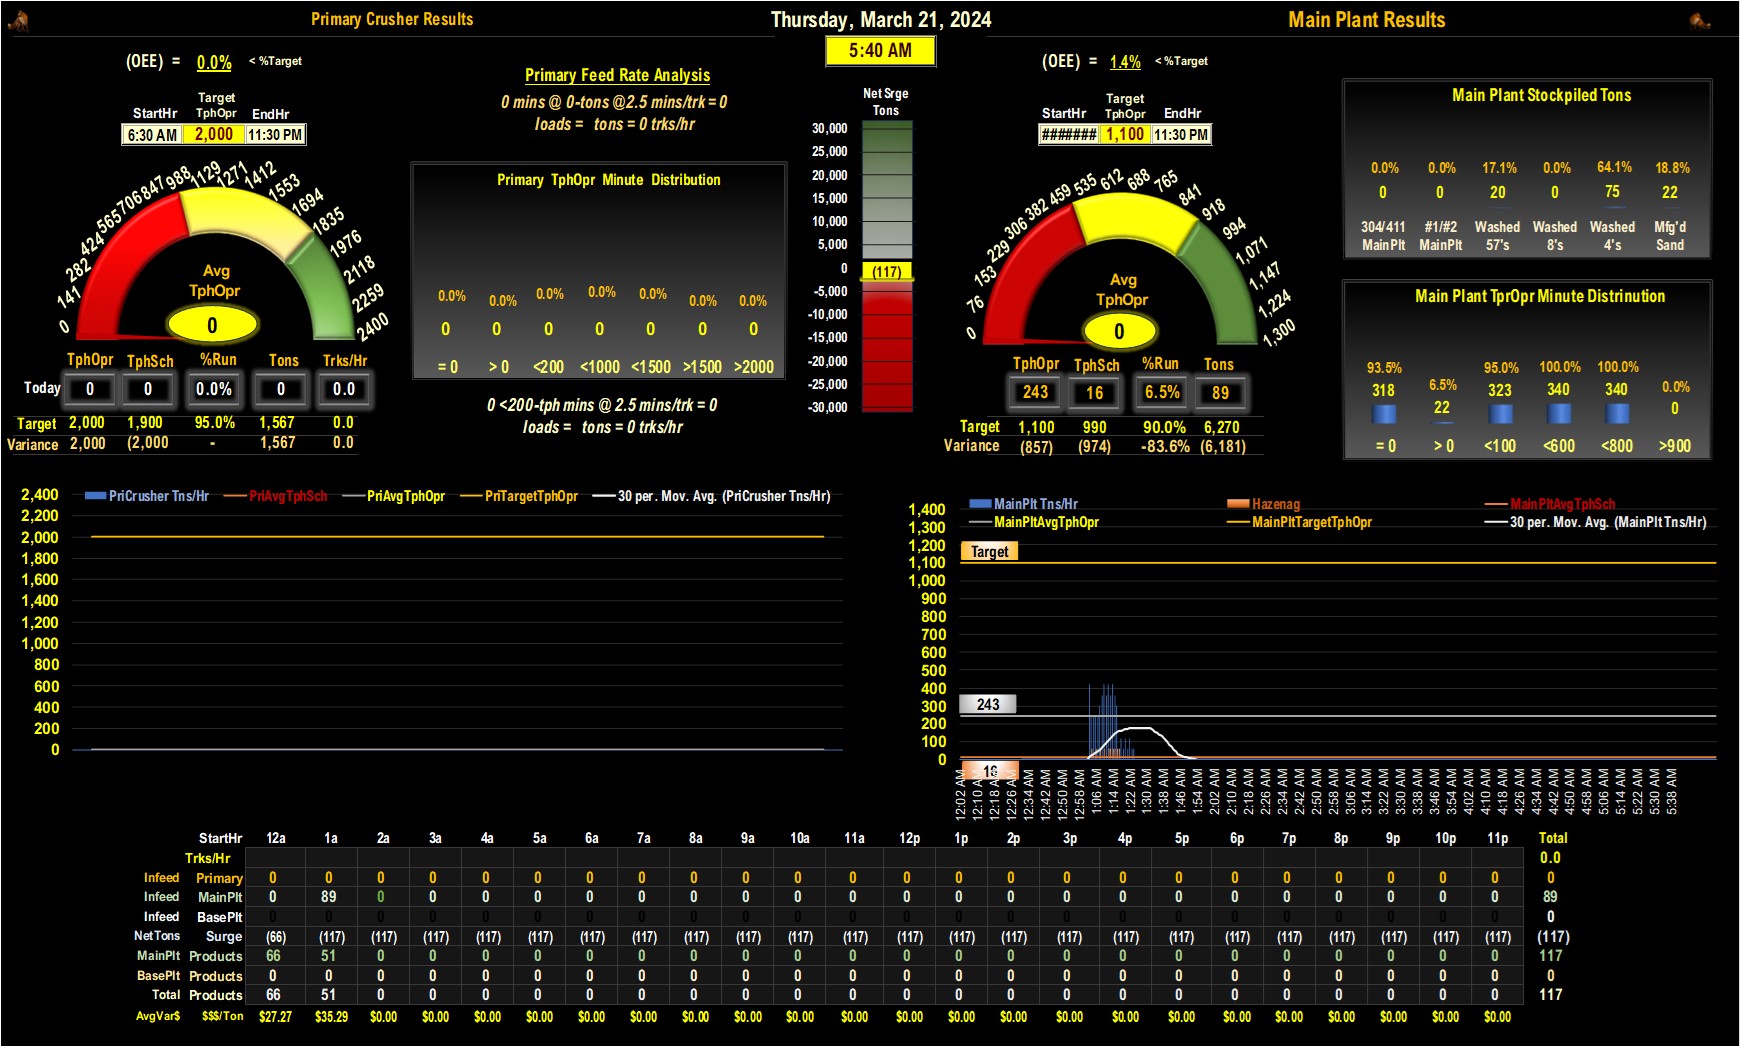 Primary Crusher Results
Thursday, March 21, 2024
Main Plant Results
5:40 AM
(OEE) = 0.0% < %Target
StartHr Target TphOpr EndHr
6:30 AM 2,000 11:30 PM
0 141 282 424 565 706 847 988 1129 1271 1412 1553 1694 1835 1976 2118 2259 2400
Avg
TphOpr
0
TphOpr TphSch %Run Tons Trks/Hr
Today 0 0 0.0% 0 0.0
Target 2,000 1,900 95.0% 1,567 0.0
Variance 2,000 (2,000 - 1,567 0.0
Primary Feed Rate Analysis
0 mins @ 0-tons @2.5 mins/trk = 0
loads = tons = 0 trks/hr
Primary TphOpr Minute Distribution
0.0% 0.0% 0.0% 0.0% 0.0% 0.0% 0.0%
0 0 0 0 0 0 0
= 0 > 0 <200 <1000 <1500 >1500 >2000
0 <200-tph mins @ 2.5 mins/trk = 0
loads = tons = 0 trks/hr
Net Srge
Tons
30,000
25,000
20,000
15,000
10,000
5,000
0
(117)
-5,000
-10,000
-15,000
-20,000
-25,000
-30,000
(OEE) = 1.4% < %Target
StartHr Target TphOpr EndHr
####### 1,100 11:30 PM
0 76 153 229 306 382 459 535 612 688 765 841 918 994 1,071 1,147 1,224 1,300
Avg
TphOpr
0
TphOpr TphSch %Run Tons
243 16 6.5% 89
Target 1,100 990 90.0% 6,270
Variance (857) (974) -83.6% (6,181)
Main Plant Stockpiled Tons
0.0% 0.0% 17.1% 0.0% 64.1% 18.8%
0 0 20 0 75 22
304/411 #1/#2 Washed Washed Washed Mfg'd
MainPlt MainPlt 57's 8's 4's Sand
Main Plant TprOpr Minute Distrinution
93.5% 6.5% 95.0% 100.0% 100.0% 0.0%
318 22 323 340 340 0
= 0 > 0 <100 <600 <800 >900
PriCrusher Tns/Hr PriAvgTphSch PriAvgTphOpr PriTargetTphOpr 30 per. Mov. Avg. (PriCrusher Tns/Hr)
2,400
2,200
2,000
1,800
1,600
1,400
1,200
1,000
800
600
400
200
0
MainPlt Tns/Hr Hazenag MainPltAvgTphSch
MainPltAvgTphOpr MainPltTargetTphOpr 30 per. Mov. Avg. (MainPlt Tns/Hr)
1,400
1,300
1,200
Target
1,100
1,000
900
800
700
600
500
400
243
300
200
100
0
16
12:02 AM 12:10 AM 12:18 AM 12:26 AM 12:34 AM 12:42 AM 12:50 AM 12:58 AM 1:06 AM 1:14 AM 1:22 AM 1:30 AM 1:38 AM 1:46 AM 1:54 AM 2:02 AM 2:10 AM 2:18 AM 2:26 AM 2:34 AM 2:42 AM 2:50 AM 2:58 AM 3:06 AM 3:14 AM 3:22 AM 3:30 AM 3:38 AM 3:46 AM 3:54 AM 4:02 AM 4:10 AM 4:18 AM 4:26 AM 4:34 AM 4:42 AM 4:50 AM 4:58 AM 5:06 AM 5:14 AM 5:22 AM 5:30 AM 5:38 AM
StartHr 12a 1a 2a 3a 4a 5a 6a 7a 8a 9a 10a 11a 12p 1p 2p 3p 4p 5p 6p 7p 8p 9p 10p 11p Total
Trks/Hr 0.0
Infeed Primary 0 0 0 0 0 0 0 0 0 0 0 0 0 0 0 0 0 0 0 0 0 0 0 0 0
Infeed MainPlt 0 89 0 0 0 0 0 0 0 0 0 0 0 0 0 0 0 0 0 0 0 0 0 0 89
Infeed BasePlt 0 0 0 0 0 0 0 0 0 0 0 0 0 0 0 0 0 0 0 0 0 0 0 0 0
NetTons Surge (66) (117) (117) (117) (117) (117) (117) (117) (117) (117) (117) (117) (117) (117) (117) (117) (117) (117) (117) (117) (117) (117) (117) (117) (117)
MainPlt Products 66 51 0 0 0 0 0 0 0 0 0 0 0 0 0 0 0 0 0 0 0 0 0 0 117
BasePlt Products 0 0 0 0 0 0 0 0 0 0 0 0 0 0 0 0 0 0 0 0 0 0 0 0 0
Total Products 66 51 0 0 0 0 0 0 0 0 0 0 0 0 0 0 0 0 0 0 0 0 0 0 117
AvgVar$ $$$/Ton $27.27 $35.29 $0.00 $0.00 $0.00 $0.00 $0.00 $0.00 $0.00 $0.00 $0.00 $0.00 $0.00 $0.00 $0.00 $0.00 $0.00 $0.00 $0.00 $0.00 $0.00 $0.00 $0.00 $0.00